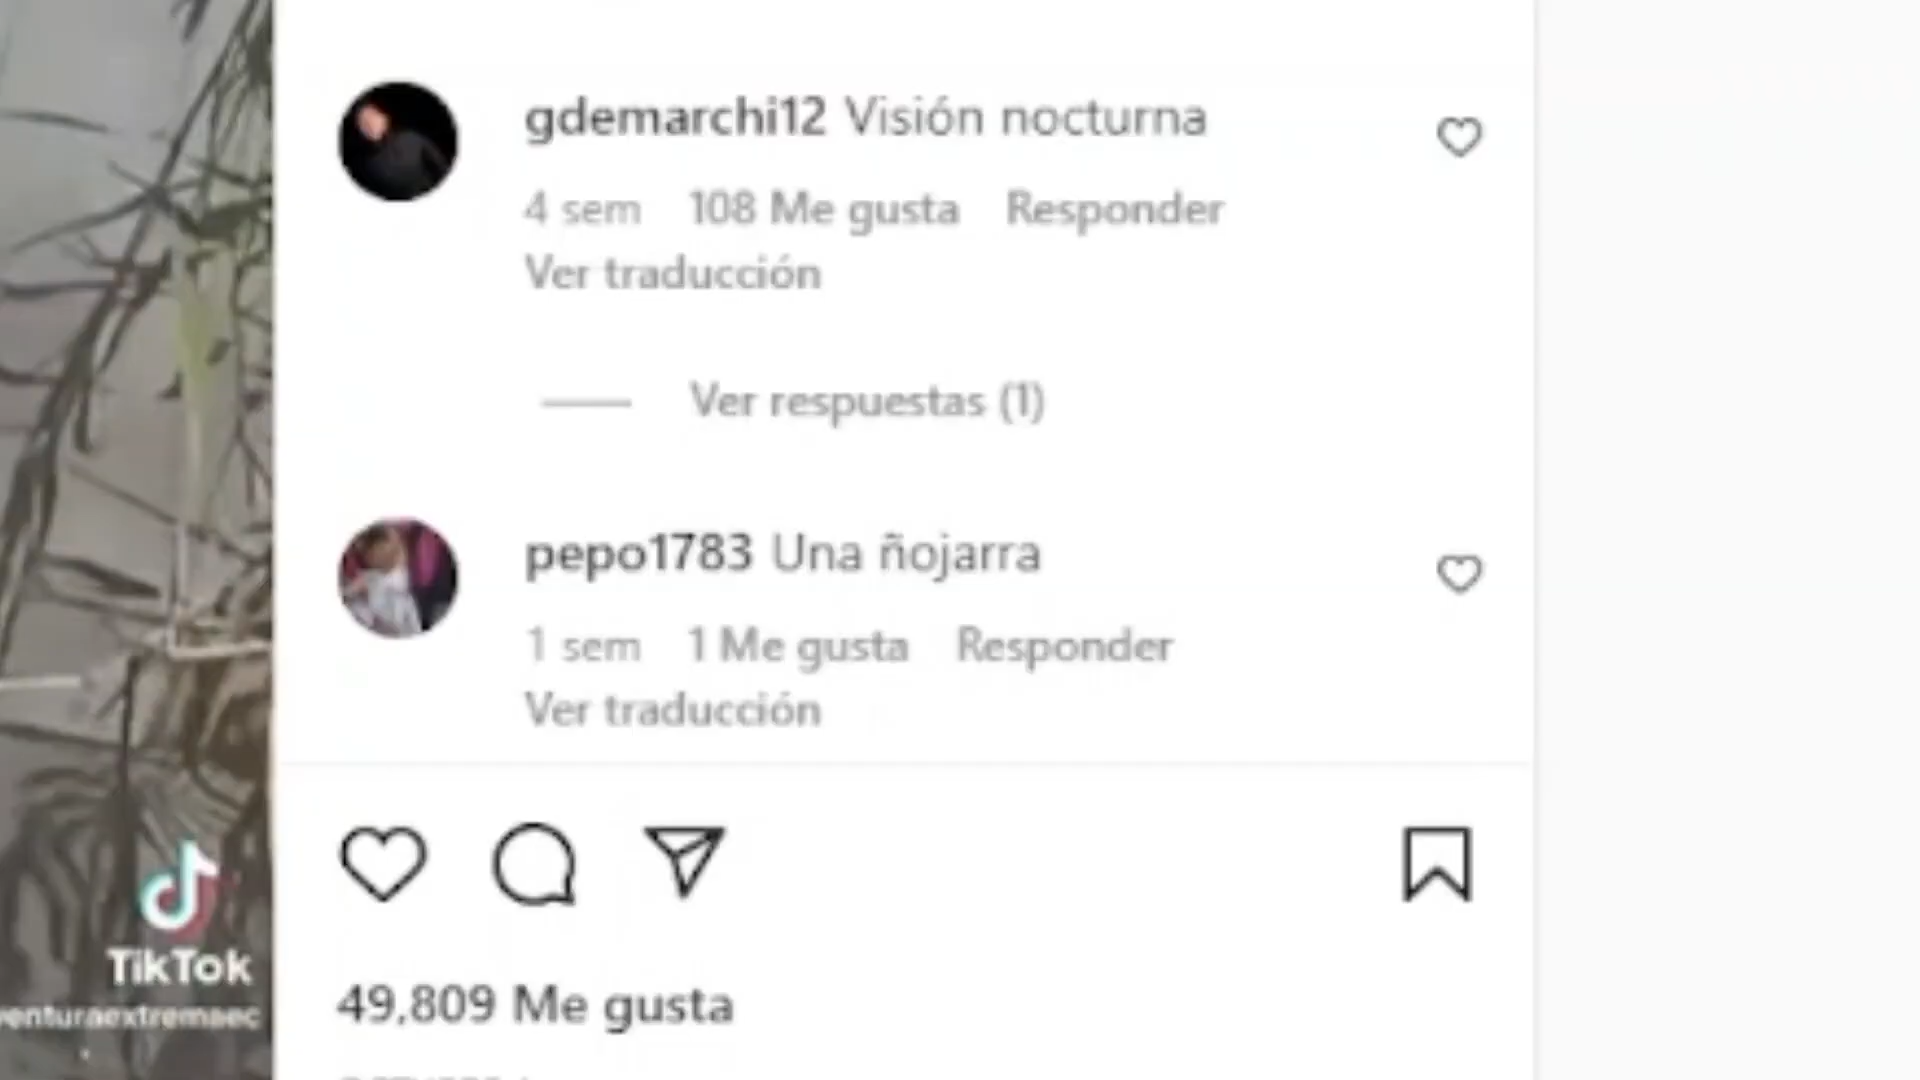 gdemarchi12 Visión nocturna
4 sem 108 Me gusta Responder
Ver traducción
Ver respuestas (1)
pepo1783 Una ñojarra
1 sem 1 Me gusta Responder
Ver traducción
TikTok
venturaextremaec
49,809 Me gusta